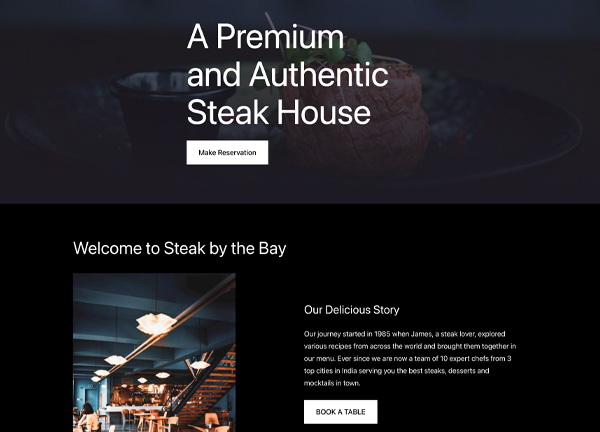 A Premium
and Authentic
Steak House
Make Reservation
Welcome to Steak by the Bay
Our Delicious Story
Our journey started in 1985 when James, a steak lover, explored
various recipes from across the world and brought them together in
our menu. Ever since we are now a team of 10 expert chefs from 3
top cities in India serving you the best steaks, desserts and
mocktails in town.
BOOK A TABLE